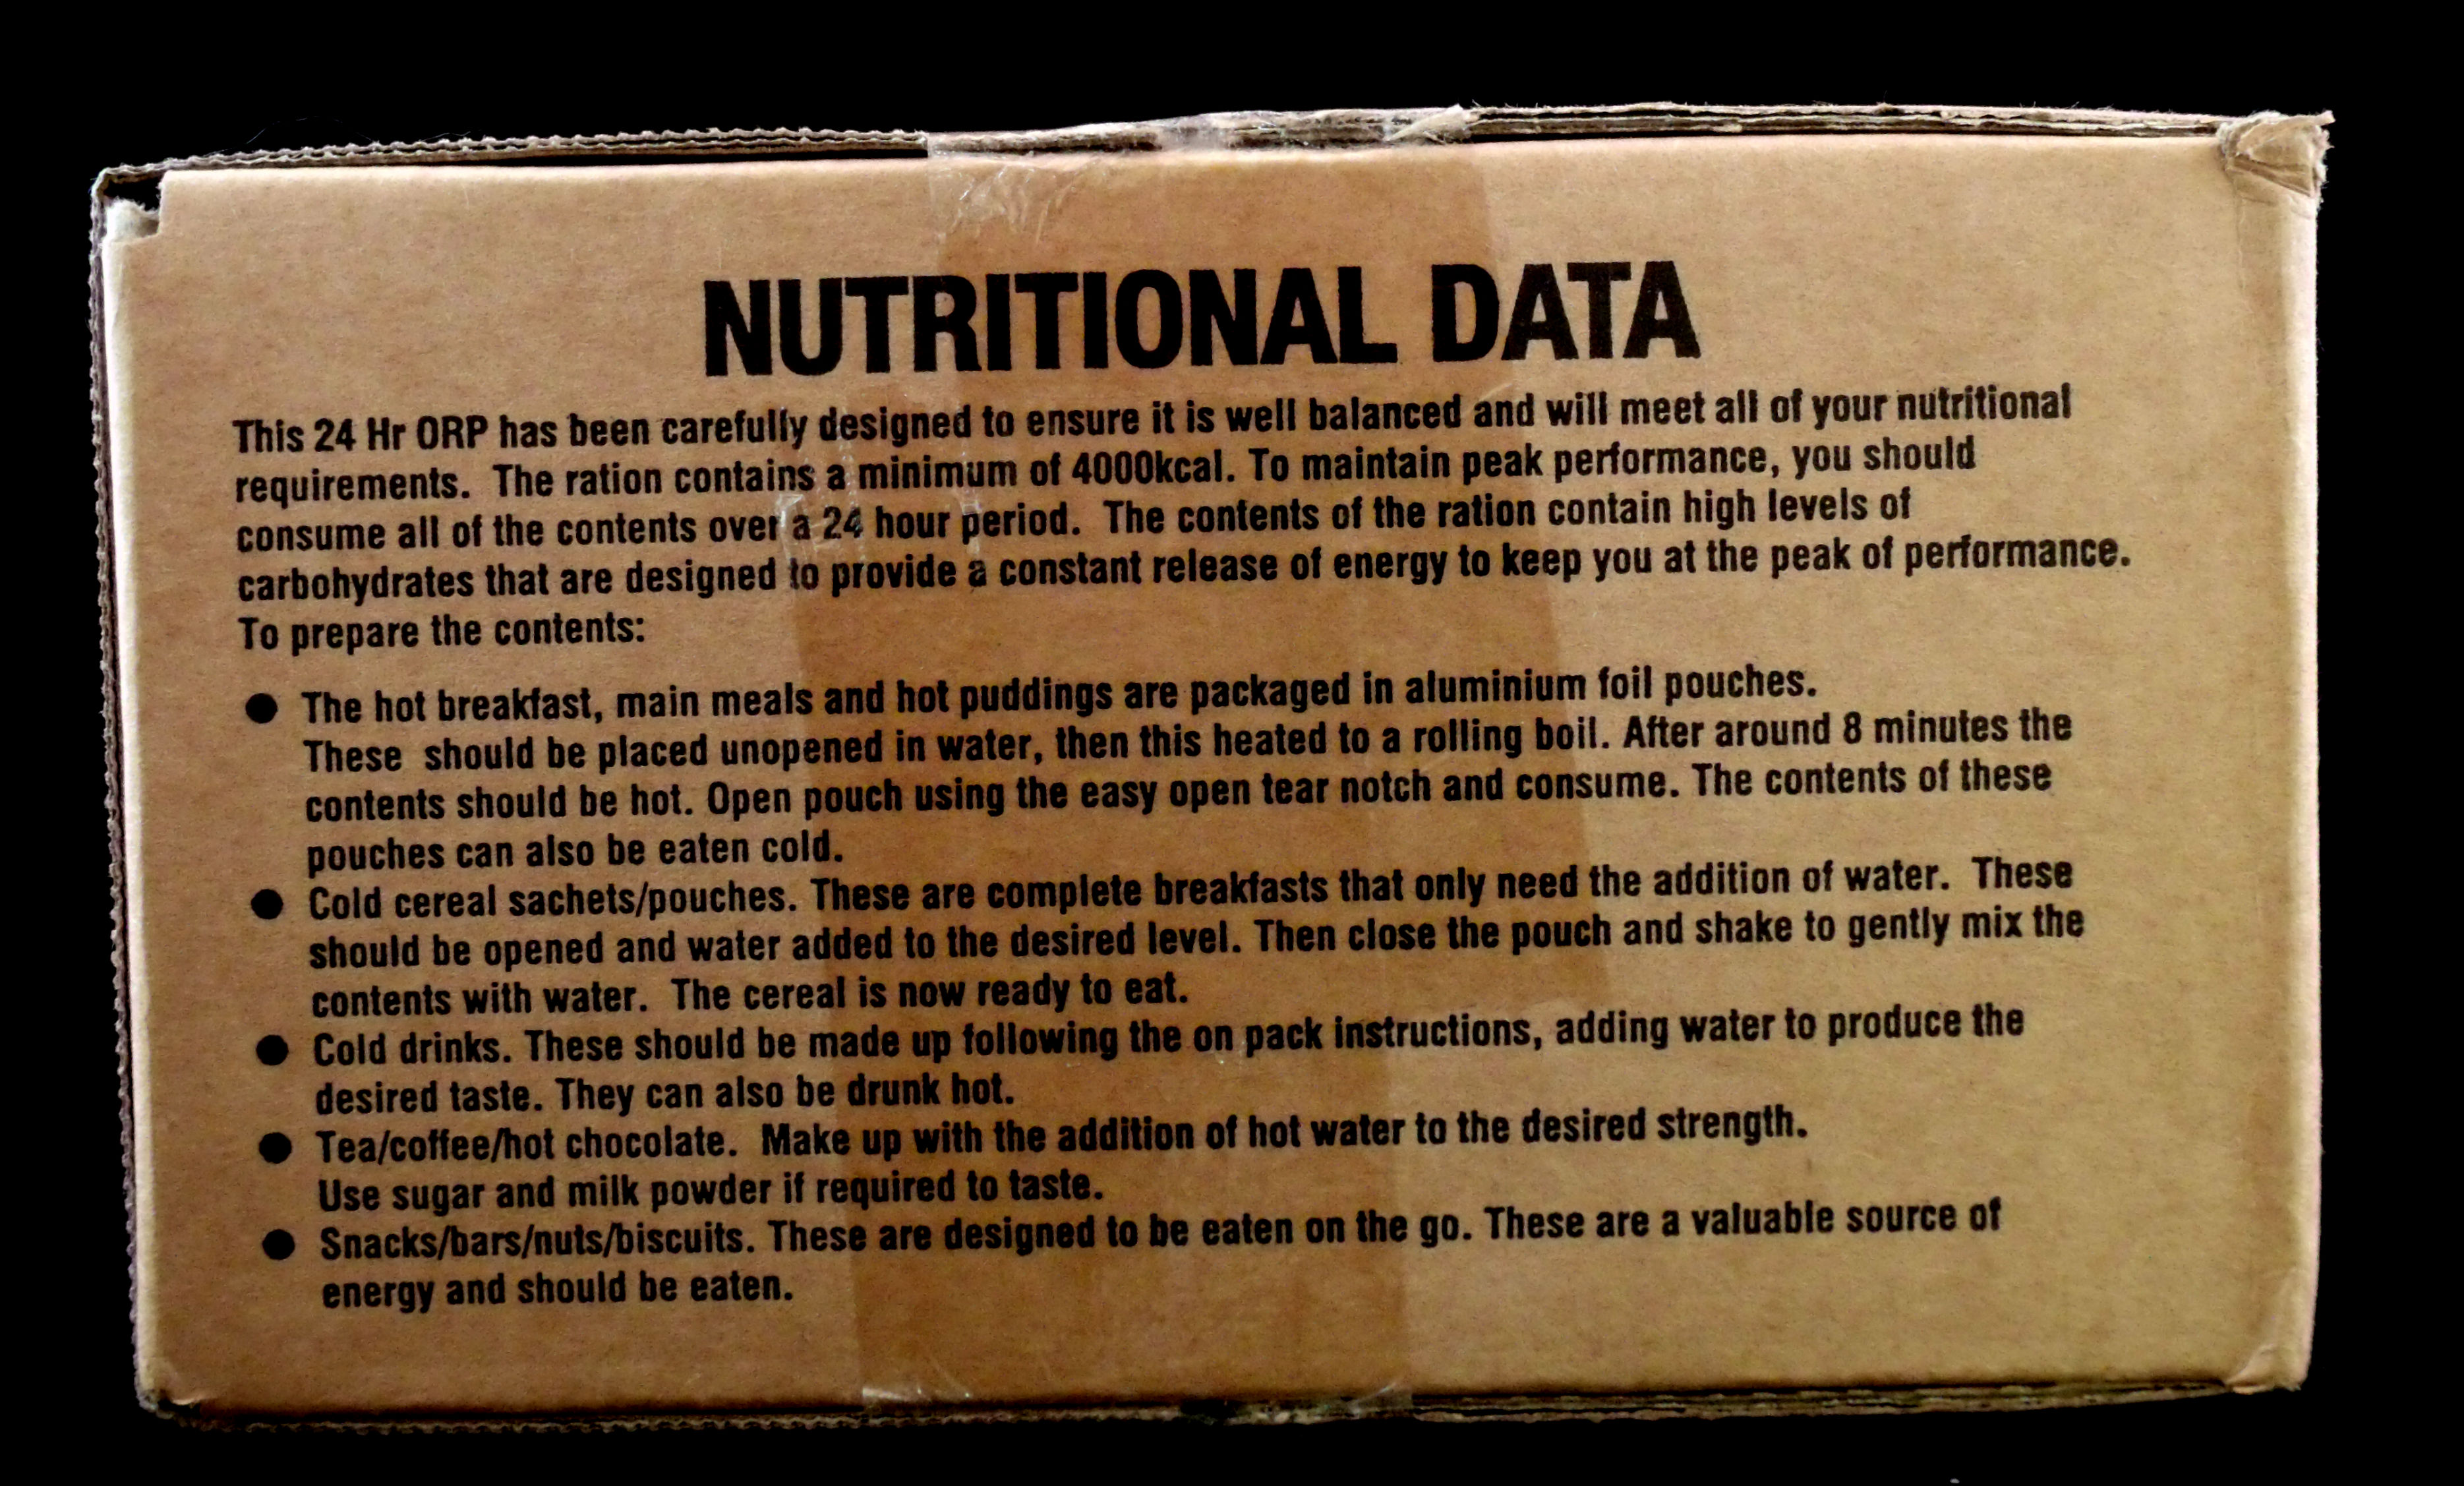 NUTRITIONAL DATA
This 24 Hr ORP has been carefully designed to ensure it is well balanced and will meet all of your nutritional
requirements. The ration contains a minimum of 4000kcal. To maintain peak performance, you should
consume all of the contents over a 24 hour period. The contents of the ration contain high levels of
carbohydrates that are designed to provide a constant release of energy to keep you at the peak of performance.
To prepare the contents:
● The hot breakfast, main meals and hot puddings are packaged in aluminium foil pouches.
These should be placed unopened in water, then this heated to a rolling boil. After around 8 minutes the
contents should be hot. Open pouch using the easy open tear notch and consume. The contents of these
pouches can also be eaten cold.
● Cold cereal sachets/pouches. These are complete breakfasts that only need the addition of water. These
should be opened and water added to the desired level. Then close the pouch and shake to gently mix the
contents with water. The cereal is now ready to eat.
● Cold drinks. These should be made up following the on pack instructions, adding water to produce the
desired taste. They can also be drunk hot.
● Tea/coffee/hot chocolate. Make up with the addition of hot water to the desired strength.
Use sugar and milk powder if required to taste.
● Snacks/bars/nuts/biscuits. These are designed to be eaten on the go. These are a valuable source of
energy and should be eaten.